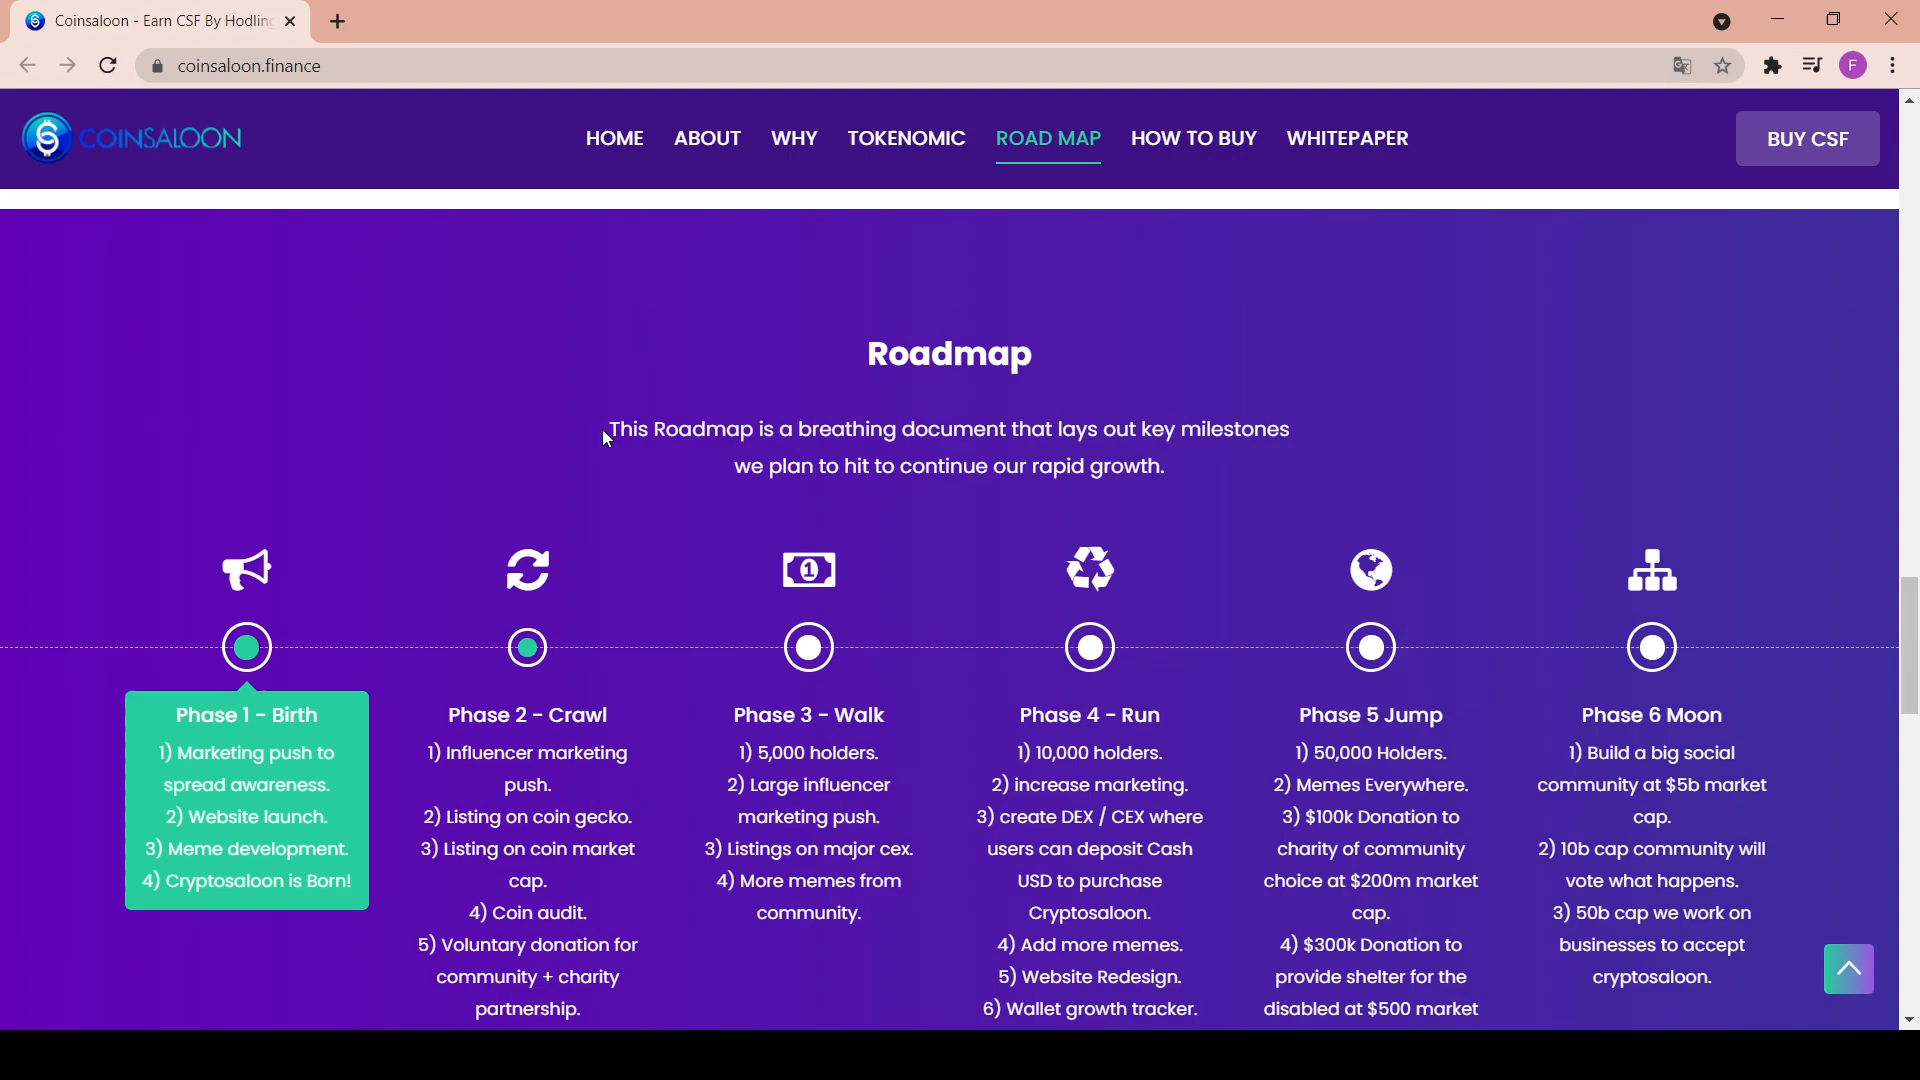 Coinsaloon - Earn CSF By Hodlin
coinsaloon.finance
F
COINSALOON
HOME ABOUT WHY TOKENOMIC ROAD MAP HOW TO BUY WHITEPAPER
BUY CSF
Roadmap
This Roadmap is a breathing document that lays out key milestones
we plan to hit to continue our rapid growth.
Phase 1 - Birth
1) Marketing push to
spread awareness.
2) Website launch.
3) Meme development.
4) Cryptosaloon is Born!
Phase 2 - Crawl
1) Influencer marketing
push.
2) Listing on coin gecko.
3) Listing on coin market
cap.
4) Coin audit.
5) Voluntary donation for
community + charity
partnership.
Phase 3 - Walk
1) 5,000 holders.
2) Large influencer
marketing push.
3) Listings on major cex.
4) More memes from
community.
Phase 4 - Run
1) 10,000 holders.
2) increase marketing.
3) create DEX / CEX where
users can deposit Cash
USD to purchase
Cryptosaloon.
4) Add more memes.
5) Website Redesign.
6) Wallet growth tracker.
Phase 5 Jump
1) 50,000 Holders.
2) Memes Everywhere.
3) $100k Donation to
charity of community
choice at $200m market
cap.
4) $300k Donation to
provide shelter for the
disabled at $500 market
Phase 6 Moon
1) Build a big social
community at $5b market
cap.
2) 10b cap community will
vote what happens.
3) 50b cap we work on
businesses to accept
cryptosaloon.